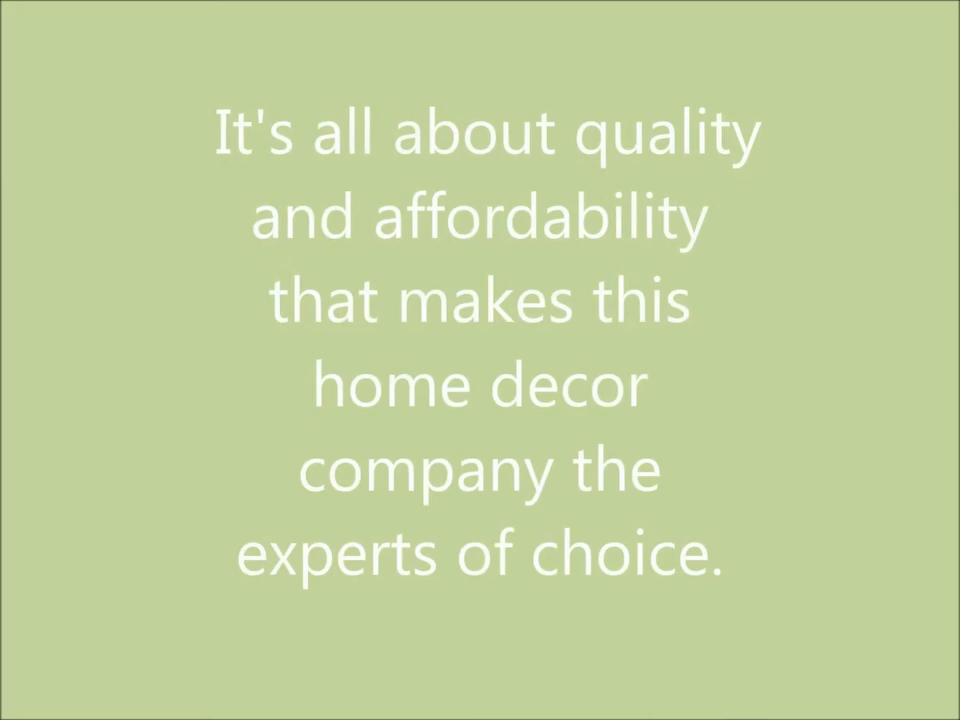 It's all about quality
and affordability
that makes this
home decor
company the
experts of choice.